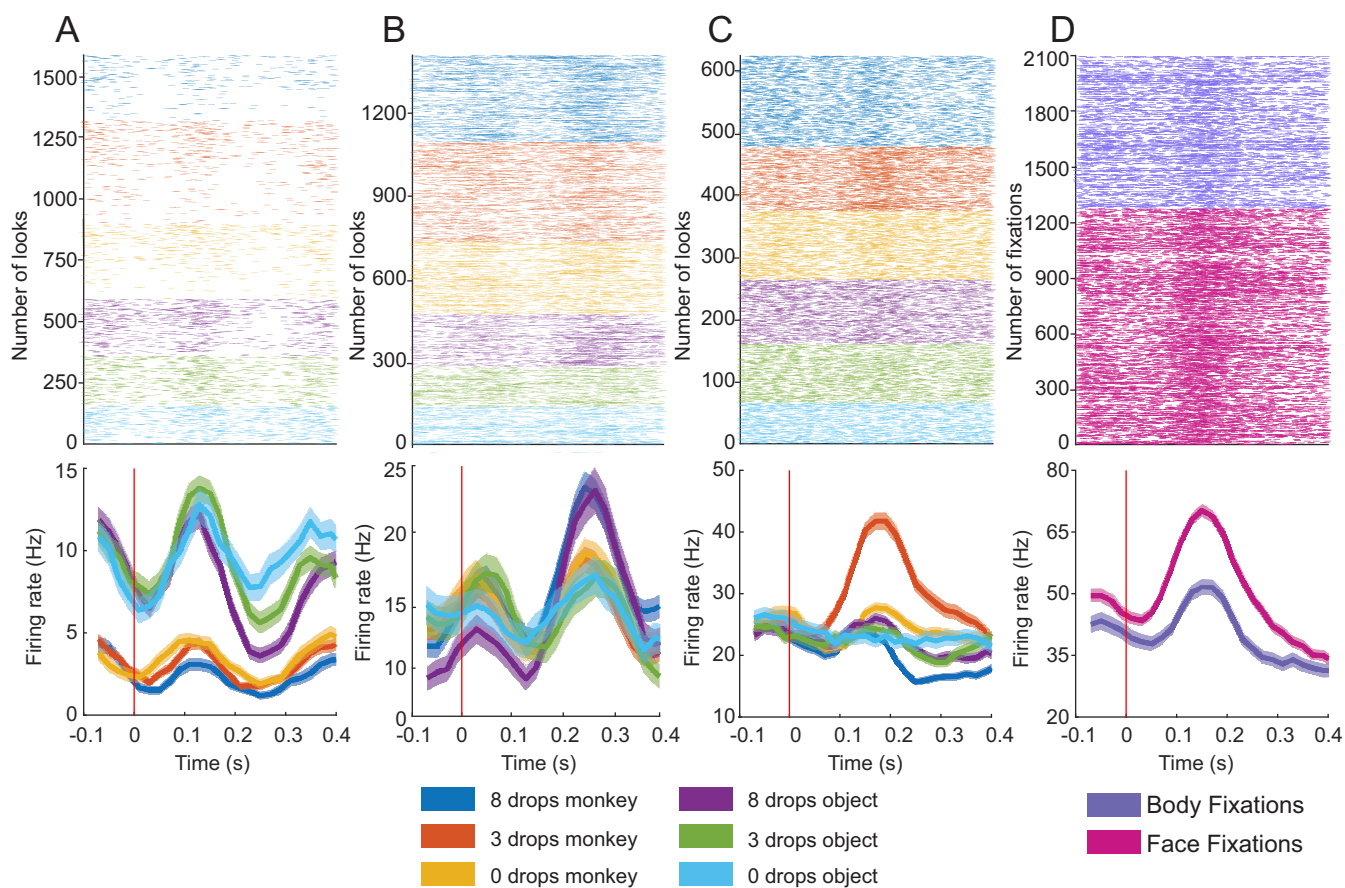 A
B
C
D
Number of looks
1500
1250
1000
750
500
250
0
Number of looks
1200
900
600
300
0
Number of looks
600
500
400
300
200
100
0
Number of fixations
2100
1800
1500
1200
900
600
300
0
Firing rate (Hz)
15
10
5
0
-0.1 0 0.1 0.2 0.3 0.4
Time (s)
Firing rate (Hz)
25
20
15
10
0
-0.1 0 0.1 0.2 0.3 0.4
Time (s)
Firing rate (Hz)
50
40
30
20
10
-0.1 0 0.1 0.2 0.3 0.4
Time (s)
Firing rate (Hz)
80
65
50
35
20
-0.1 0 0.1 0.2 0.3 0.4
Time (s)
8 drops monkey
3 drops monkey
0 drops monkey
8 drops object
3 drops object
0 drops object
Body Fixations
Face Fixations